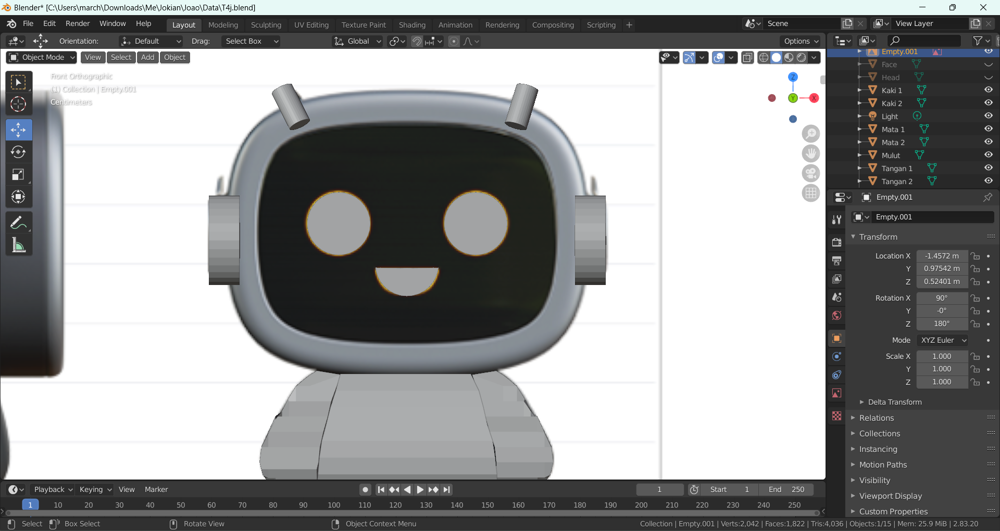 Blender* [C:\Users\march\Downloads\Me\Jokian\Joao\Data\T4j.blend]
File Edit Render Window Help Layout Modeling Sculpting UV Editing Texture Paint Shading Animation Rendering Compositing Scripting + Scene View Layer
Orientation: Default Drag: Select Box Global Options
Object Mode View Select Add Object
Front Orthographic
(1) Collection | Empty.001
Centimeters
Z
Y
X
Empty.001
Face
Head
Kaki 1
Kaki 2
Light
Mata 1
Mata 2
Mulut
Tangan 1
Tangan 2
Empty.001
Empty.001
Transform
Location X -1.4572 m
Y 0.97542 m
Z 0.52401 m
Rotation X 90°
Y -0°
Z 180°
Mode XYZ Euler
Scale X 1.000
Y 1.000
Z 1.000
Delta Transform
Relations
Collections
Instancing
Motion Paths
Visibility
Viewport Display
Custom Properties
Playback Keying View Marker 1 Start 1 End 250
1 10 20 30 40 50 60 70 80 90 100 110 120 130 140 150 160 170 180 190 200 210 220 230 240 250
Select Box Select Rotate View Object Context Menu Collection | Empty.001 | Verts:2,042 | Faces:1,822 | Tris:4,036 | Objects:1/15 | Mem: 25.9 MiB | 2.83.20